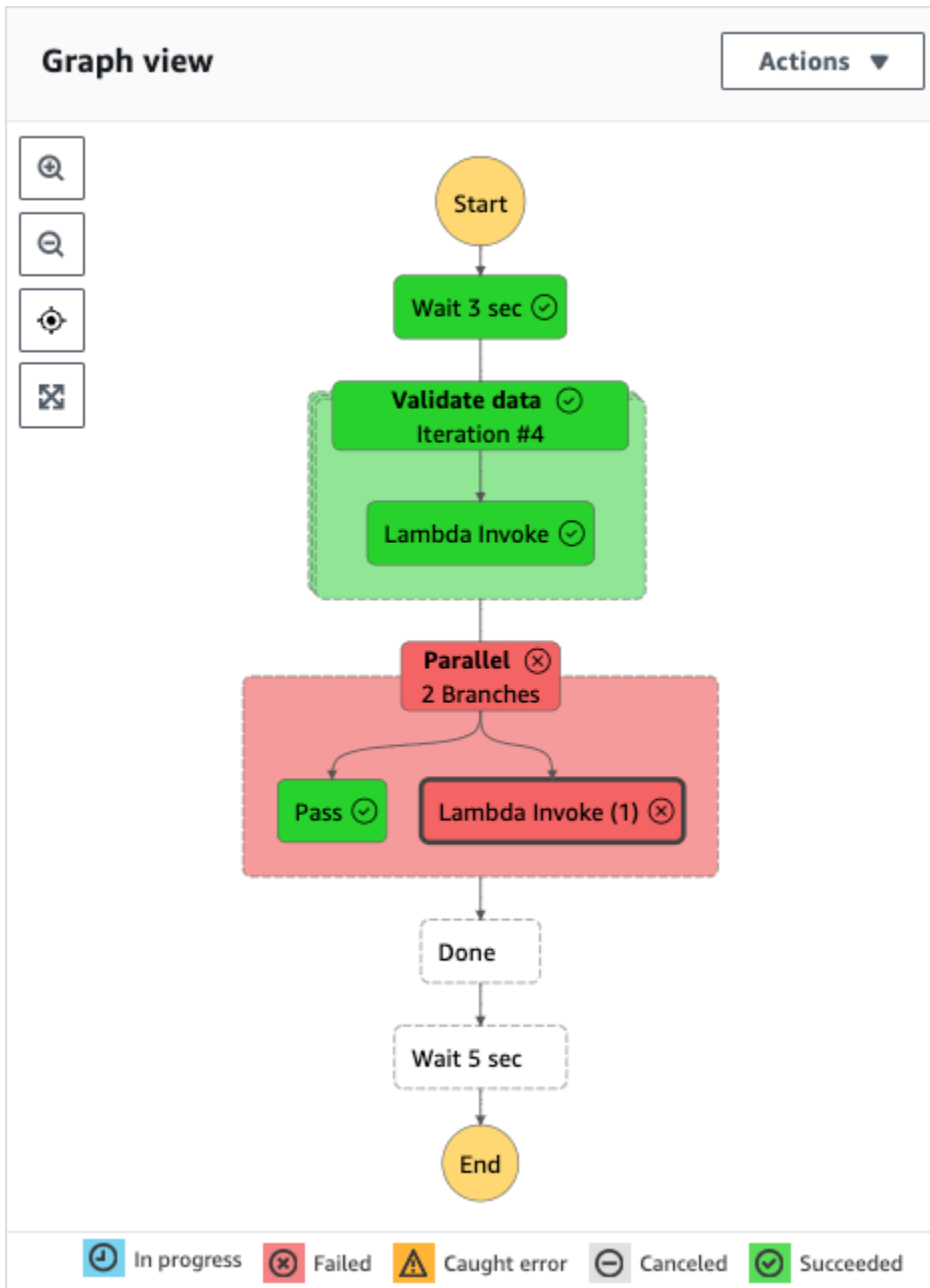 Graph view
Actions
Start
Wait 3 sec
Validate data
Iteration #4
Lambda Invoke
Parallel
2 Branches
Pass
Lambda Invoke (1)
Done
Wait 5 sec
End
In progress Failed Caught error Canceled Succeeded